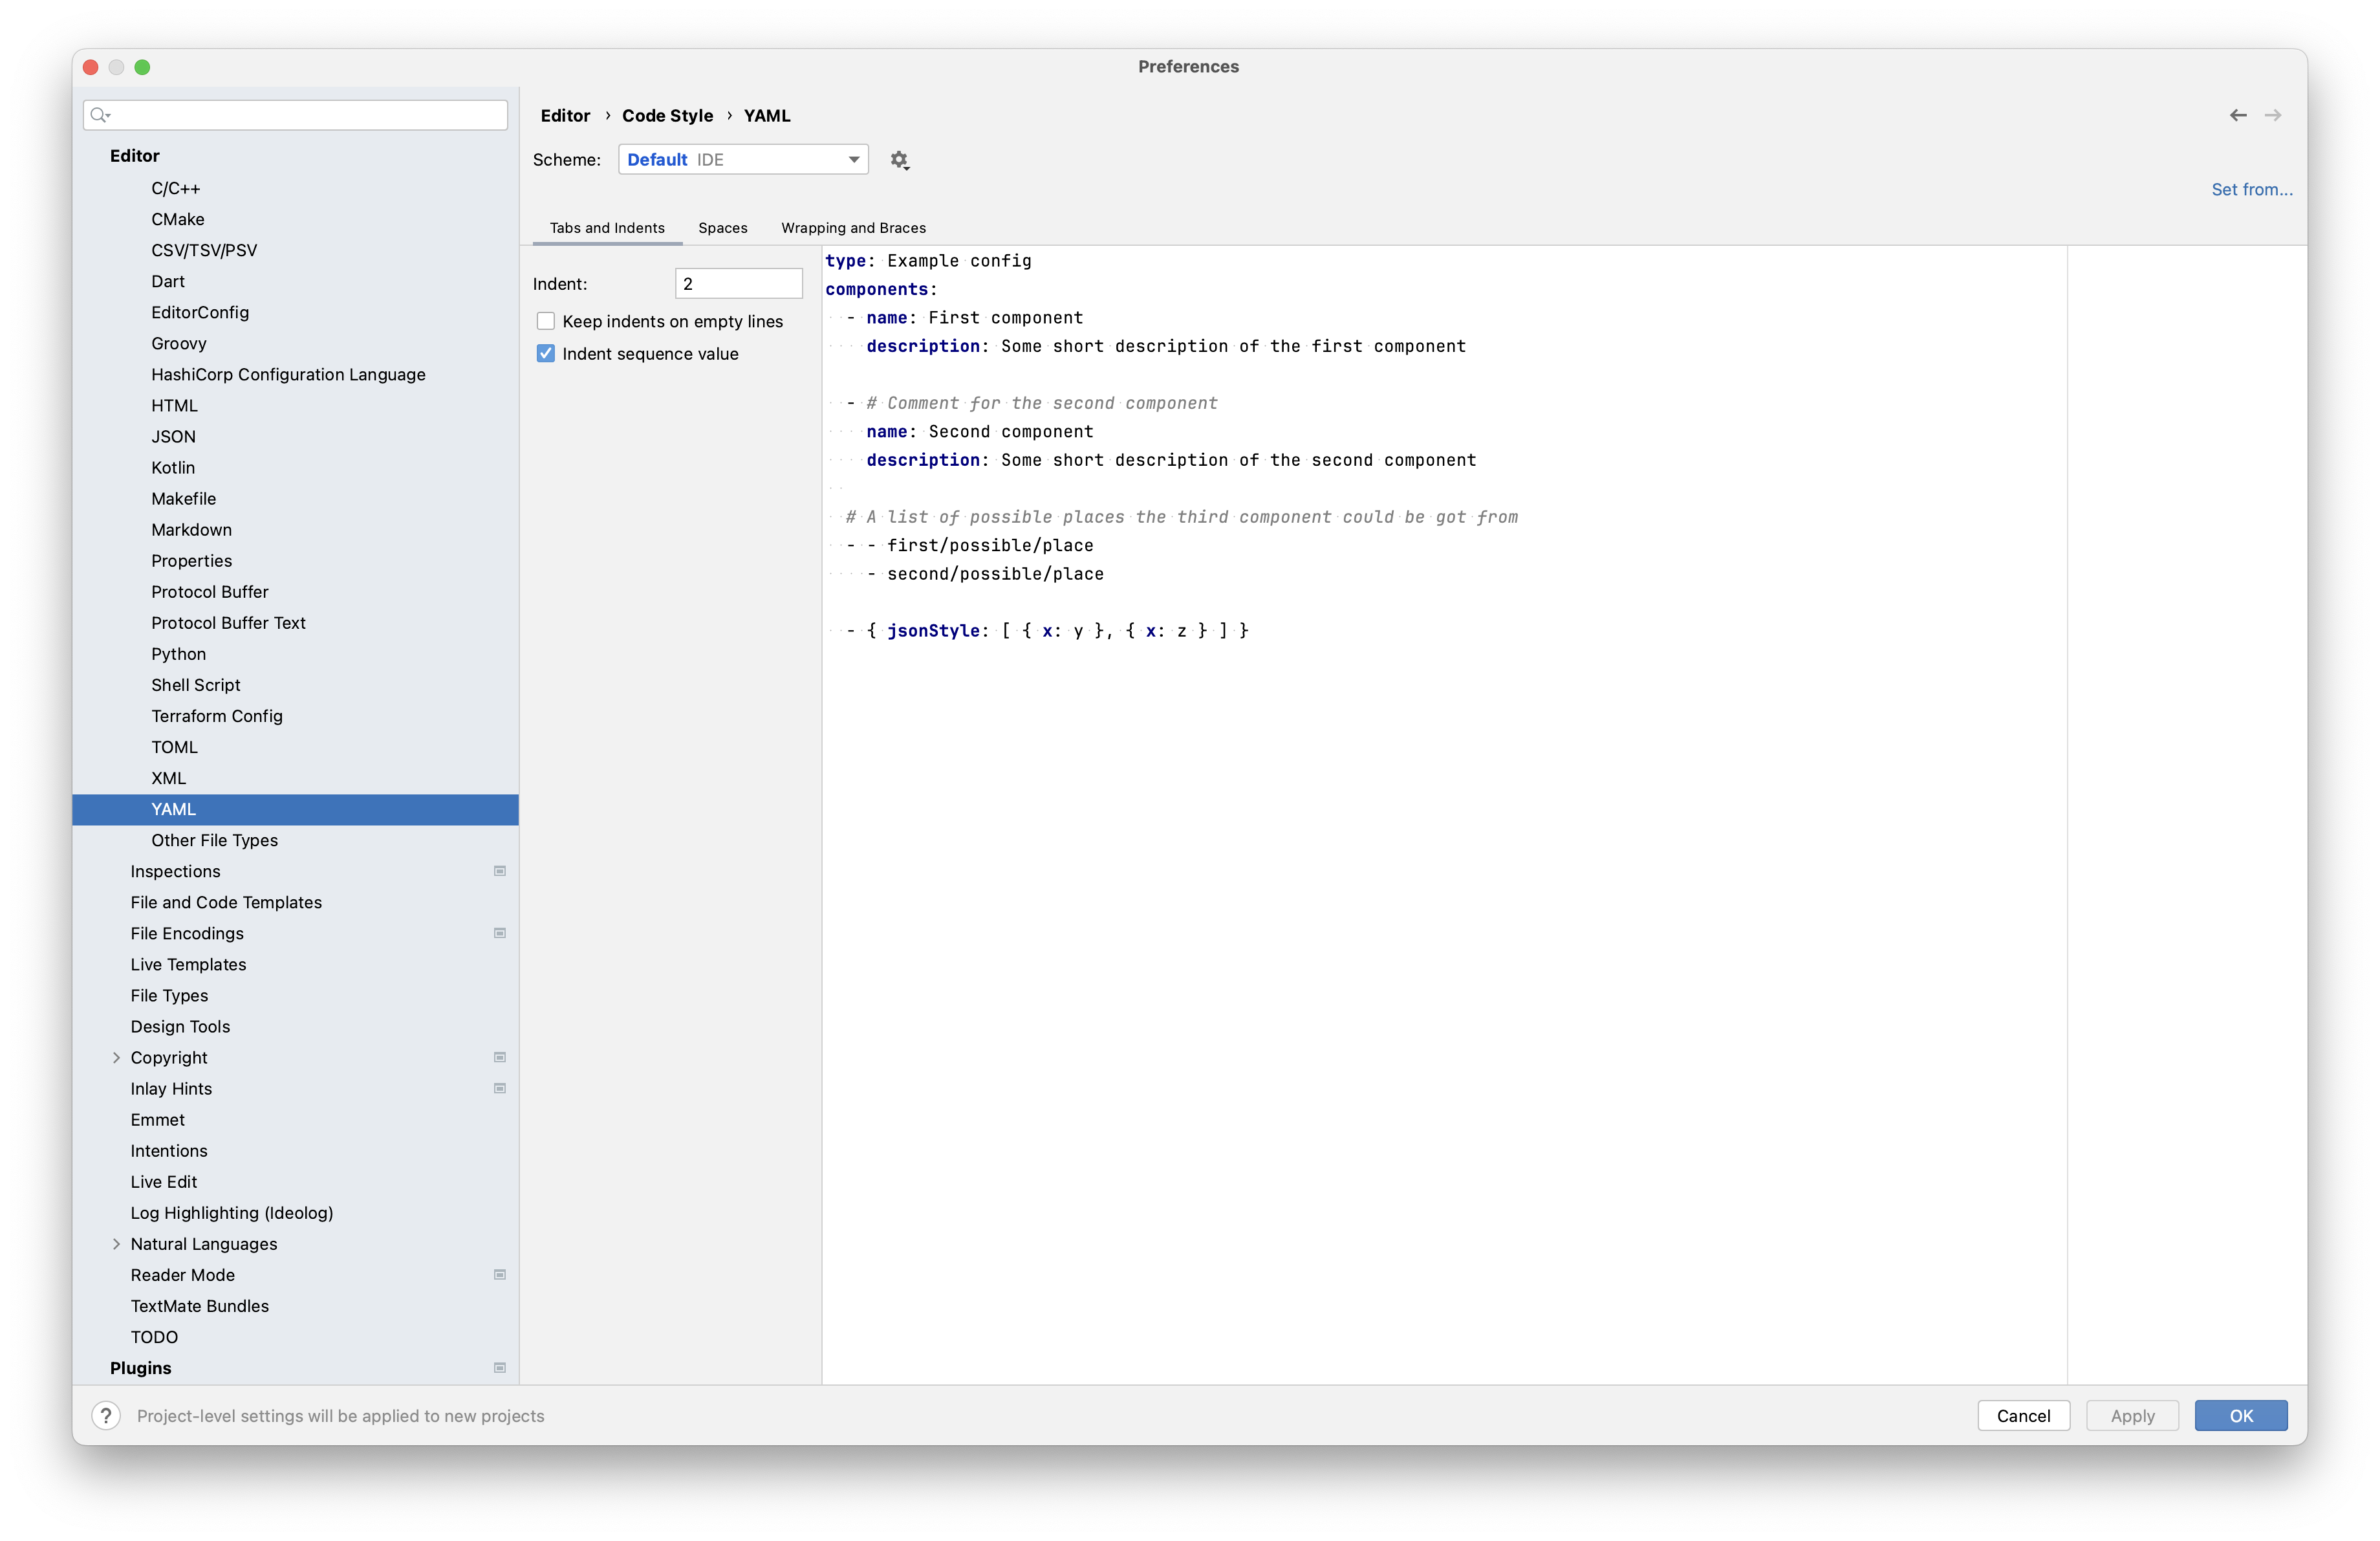 Preferences
Editor
C/C++
CMake
CSV/TSV/PSV
Dart
EditorConfig
Groovy
HashiCorp Configuration Language
HTML
JSON
Kotlin
Makefile
Markdown
Properties
Protocol Buffer
Protocol Buffer Text
Python
Shell Script
Terraform Config
TOML
XML
YAML
Other File Types
Inspections
File and Code Templates
File Encodings
Live Templates
File Types
Design Tools
Copyright
Inlay Hints
Emmet
Intentions
Live Edit
Log Highlighting (Ideolog)
Natural Languages
Reader Mode
TextMate Bundles
TODO
Plugins
Editor › Code Style › YAML
Scheme: Default IDE
Set from...
Tabs and Indents Spaces Wrapping and Braces
Indent: 2
Keep indents on empty lines
Indent sequence value
type: Example config
components:
  - name: First component
    description: Some short description of the first component
  - # Comment for the second component
    name: Second component
    description: Some short description of the second component
  # A list of possible places the third component could be got from
  - - first/possible/place
    - second/possible/place
  - { jsonStyle: [ { x: y }, { x: z } ] }
? Project-level settings will be applied to new projects
Cancel Apply OK